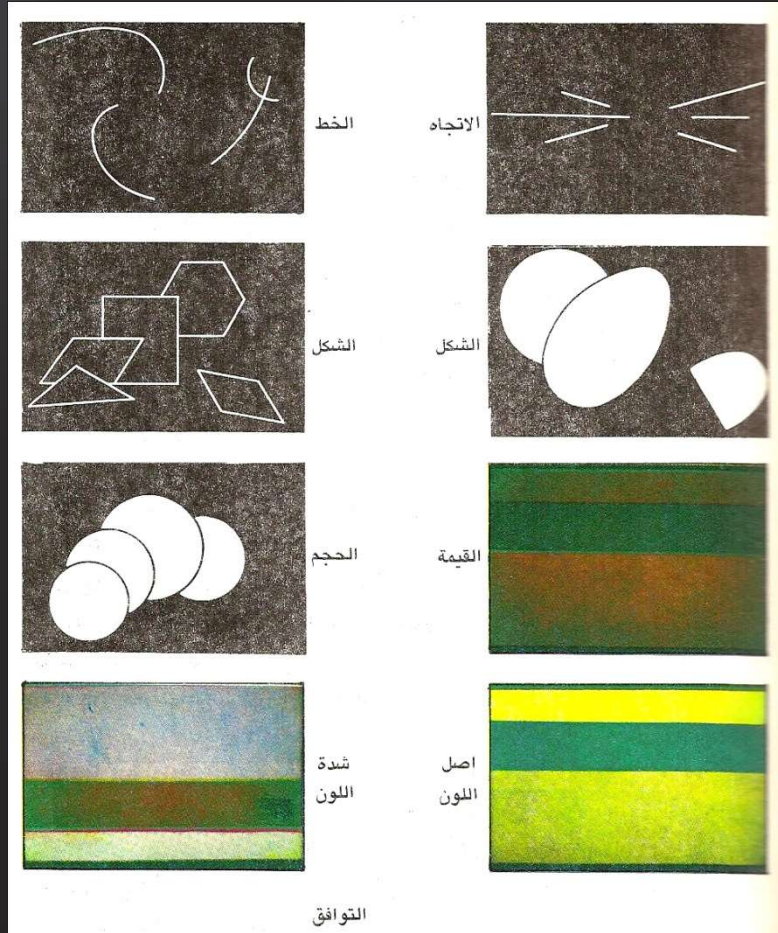 الاتجاه
الخط
الشكل
الشكل
القيمة
الحجم
اصل
اللون
شدة
اللون
التوافق